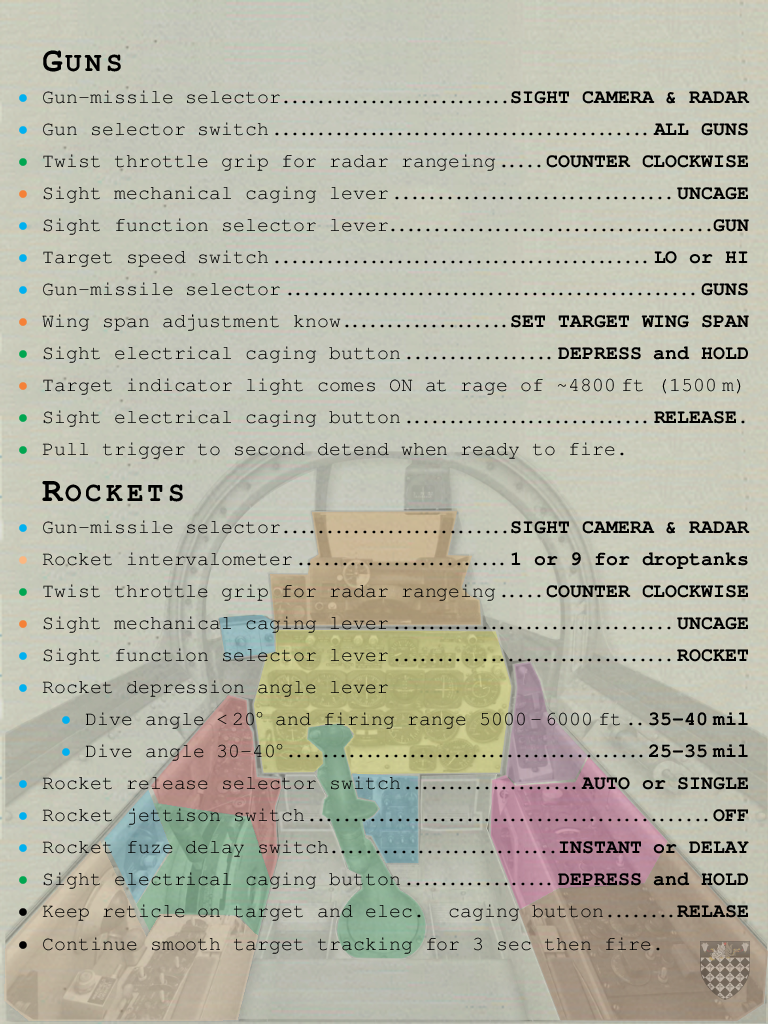 GUNS
Gun-missile selector........................SIGHT CAMERA & RADAR
Gun selector switch........................................ALL GUNS
Twist throttle grip for radar rangeing.....COUNTER CLOCKWISE
Sight mechanical caging lever..............................UNCAGE
Sight function selector lever..................................GUN
Target speed switch........................................LO or HI
Gun-missile selector...........................................GUNS
Wing span adjustment know..................SET TARGET WING SPAN
Sight electrical caging button................DEPRESS and HOLD
Target indicator light comes ON at rage of ~4800 ft (1500 m)
Sight electrical caging button..........................RELEASE.
Pull trigger to second detend when ready to fire.
ROCKETS
Gun-missile selector........................SIGHT CAMERA & RADAR
Rocket intervalometer......................1 or 9 for droptanks
Twist throttle grip for radar rangeing.....COUNTER CLOCKWISE
Sight mechanical caging lever..............................UNCAGE
Sight function selector lever..............................ROCKET
Rocket depression angle lever
Dive angle <20° and firing range 5000-6000 ft..35-40 mil
Dive angle 30-40°......................................25-35 mil
Rocket release selector switch...................AUTO or SINGLE
Rocket jettison switch..........................................OFF
Rocket fuze delay switch........................INSTANT or DELAY
Sight electrical caging button................DEPRESS and HOLD
Keep reticle on target and elec. caging button........RELASE
Continue smooth target tracking for 3 sec then fire.